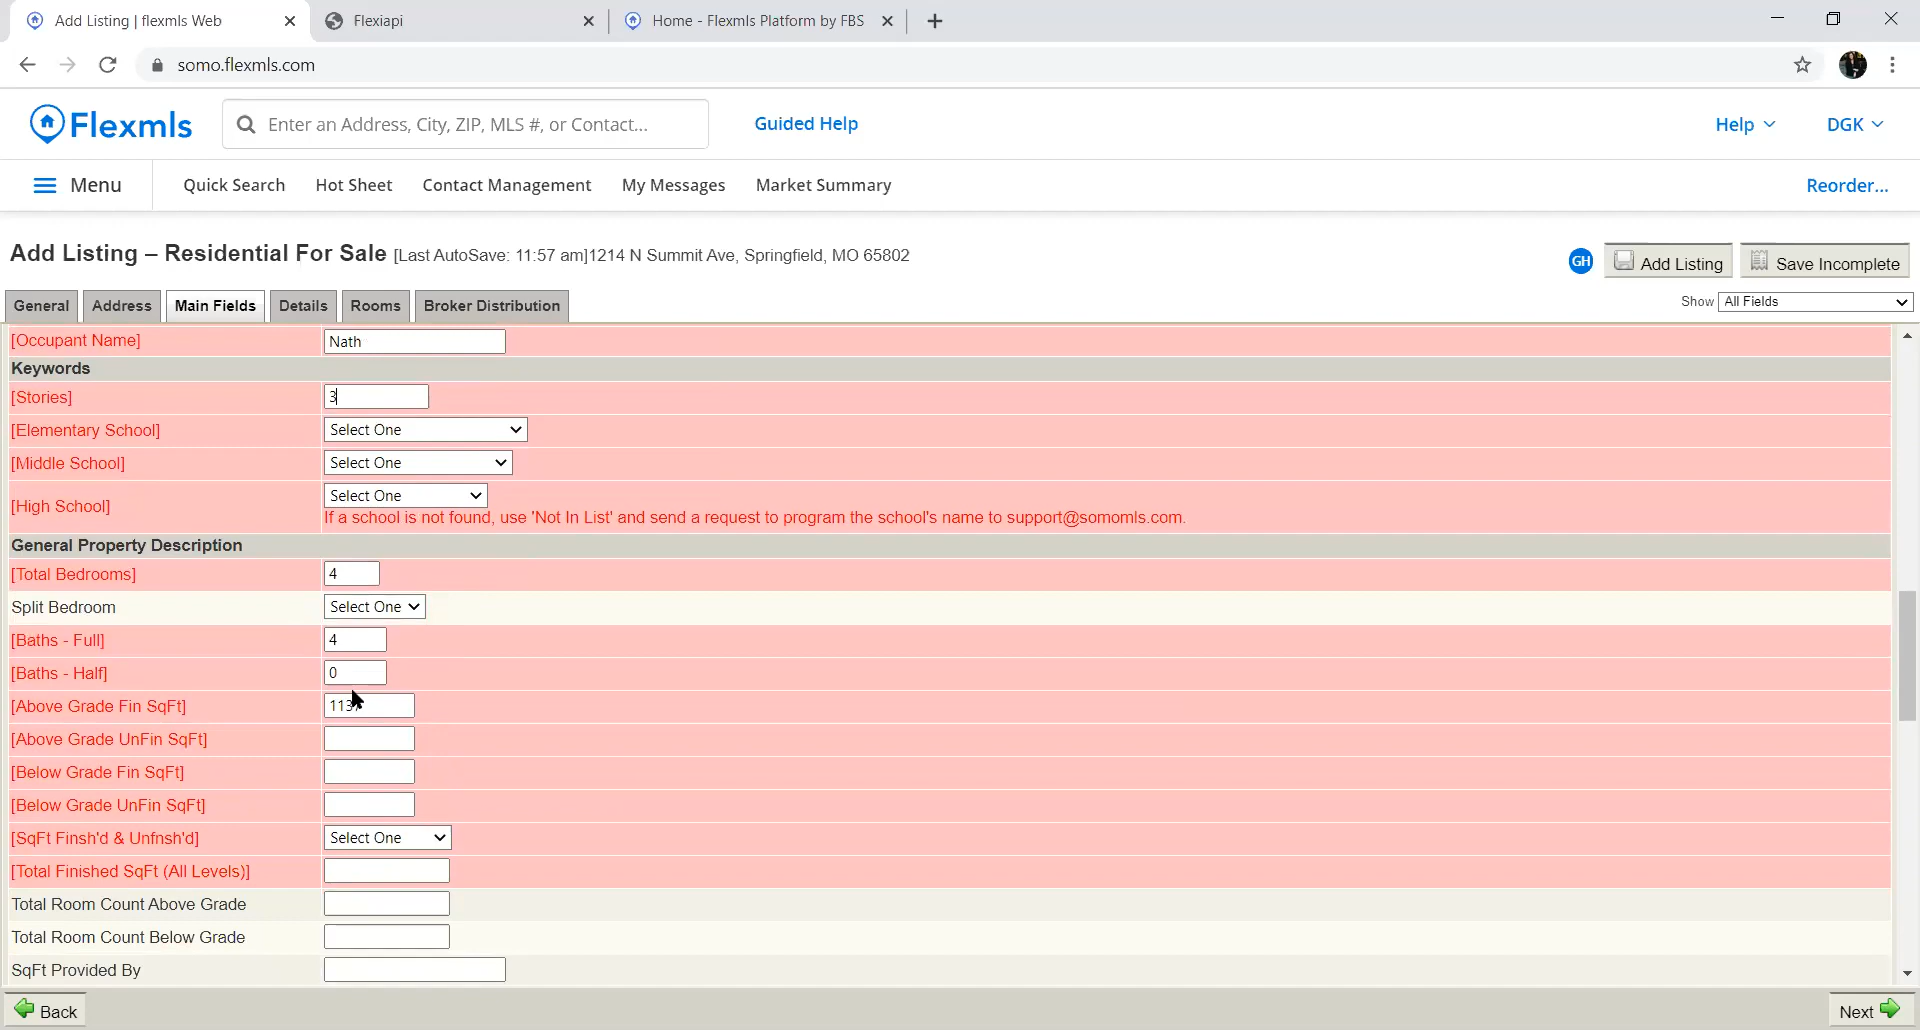 Add Listing | flexmls Web
Flexiapi
Home - Flexmls Platform by FBS
somo.flexmls.com
Flexmls
Enter an Address, City, ZIP, MLS #, or Contact...
Guided Help
Help
DGK
Menu
Quick Search
Hot Sheet
Contact Management
My Messages
Market Summary
Reorder...
Add Listing – Residential For Sale [Last AutoSave: 11:57 am]1214 N Summit Ave, Springfield, MO 65802
GH
Add Listing
Save Incomplete
General
Address
Main Fields
Details
Rooms
Broker Distribution
Show All Fields
[Occupant Name] Nath
Keywords
[Stories] 3
[Elementary School] Select One
[Middle School] Select One
[High School] Select One
If a school is not found, use 'Not In List' and send a request to program the school's name to support@somomls.com.
General Property Description
[Total Bedrooms] 4
Split Bedroom Select One
[Baths - Full] 4
[Baths - Half] 0
[Above Grade Fin SqFt]
[Above Grade UnFin SqFt]
[Below Grade Fin SqFt]
[Below Grade UnFin SqFt]
[SqFt Finsh'd & Unfnsh'd] Select One
[Total Finished SqFt (All Levels)]
Total Room Count Above Grade
Total Room Count Below Grade
SqFt Provided By
Back
Next